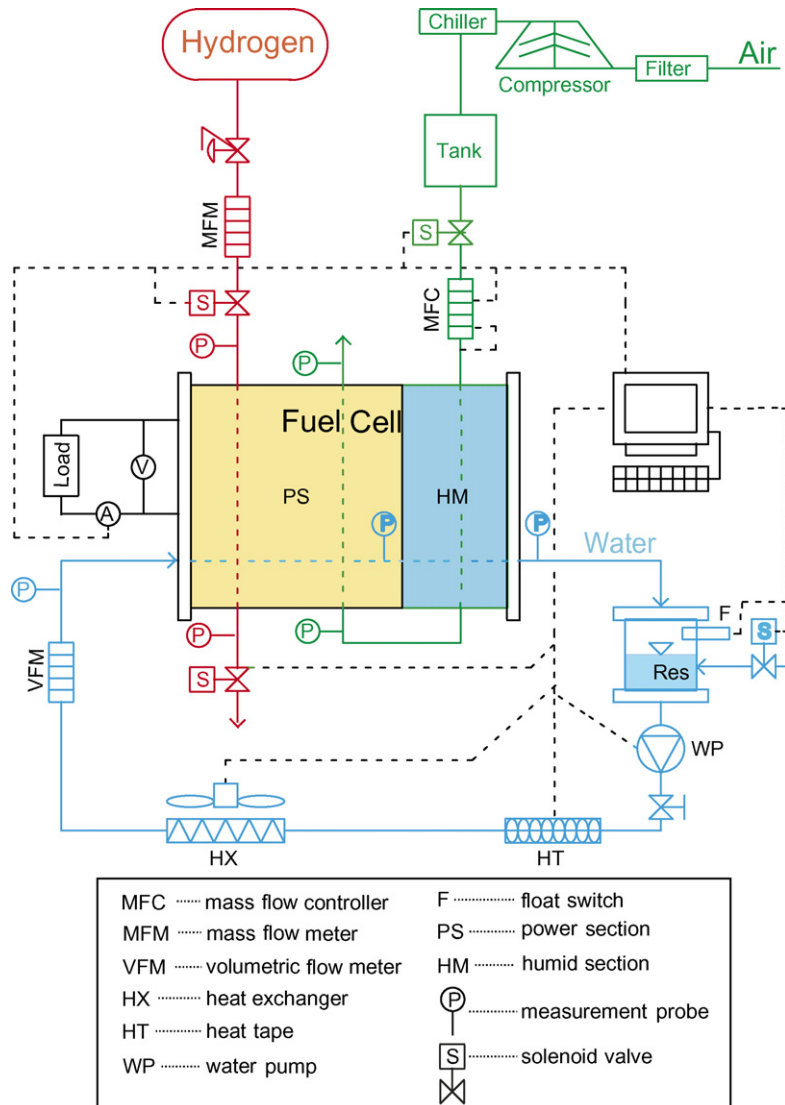 Hydrogen
Chiller
Compressor
Filter
Air
Tank
MFM
S
MFC
S
P
P
Fuel Cell
Load
V
A
PS
HM
P
P
Water
P
P
P
F
S
Res
S
VFM
WP
HX
HT
MFC ........ mass flow controller
MFM ........ mass flow meter
VFM ........ volumetric flow meter
HX ........ heat exchanger
HT ........ heat tape
WP ........ water pump
F ........ float switch
PS ........ power section
HM ........ humid section
P ........ measurement probe
S ........ solenoid valve